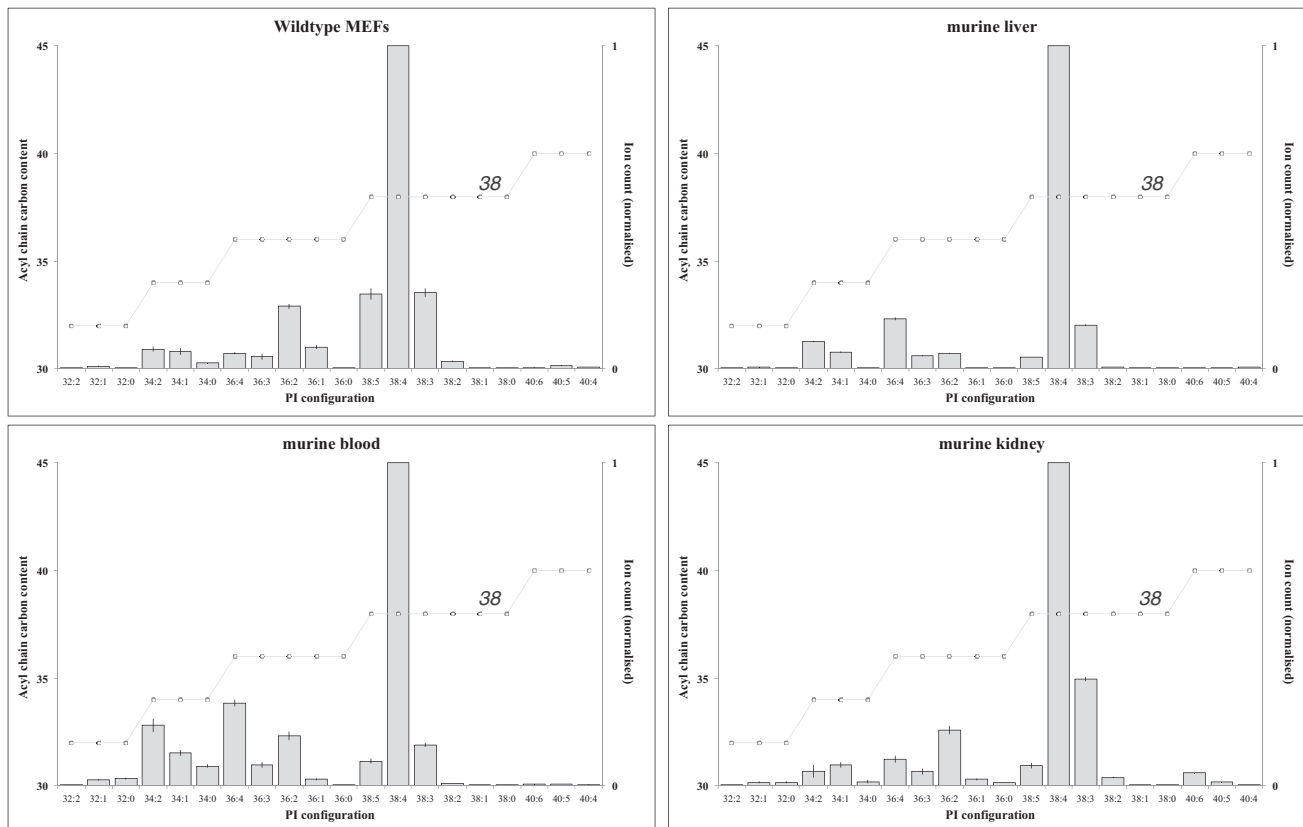 Wildtype MEFs
45
40
35
30
Acyl chain carbon content
38
1
0
Ion count (normalised)
32:2 32:1 32:0 34:2 34:1 34:0 36:4 36:3 36:2 36:1 36:0 38:5 38:4 38:3 38:2 38:1 38:0 40:6 40:5 40:4
PI configuration
murine liver
45
40
35
30
Acyl chain carbon content
38
1
0
Ion count (normalised)
32:2 32:1 32:0 34:2 34:1 34:0 36:4 36:3 36:2 36:1 36:0 38:5 38:4 38:3 38:2 38:1 38:0 40:6 40:5 40:4
PI configuration
murine blood
45
40
35
30
Acyl chain carbon content
38
1
0
Ion count (normalised)
32:2 32:1 32:0 34:2 34:1 34:0 36:4 36:3 36:2 36:1 36:0 38:5 38:4 38:3 38:2 38:1 38:0 40:6 40:5 40:4
PI configuration
murine kidney
45
40
35
30
Acyl chain carbon content
38
1
0
Ion count (normalised)
32:2 32:1 32:0 34:2 34:1 34:0 36:4 36:3 36:2 36:1 36:0 38:5 38:4 38:3 38:2 38:1 38:0 40:6 40:5 40:4
PI configuration